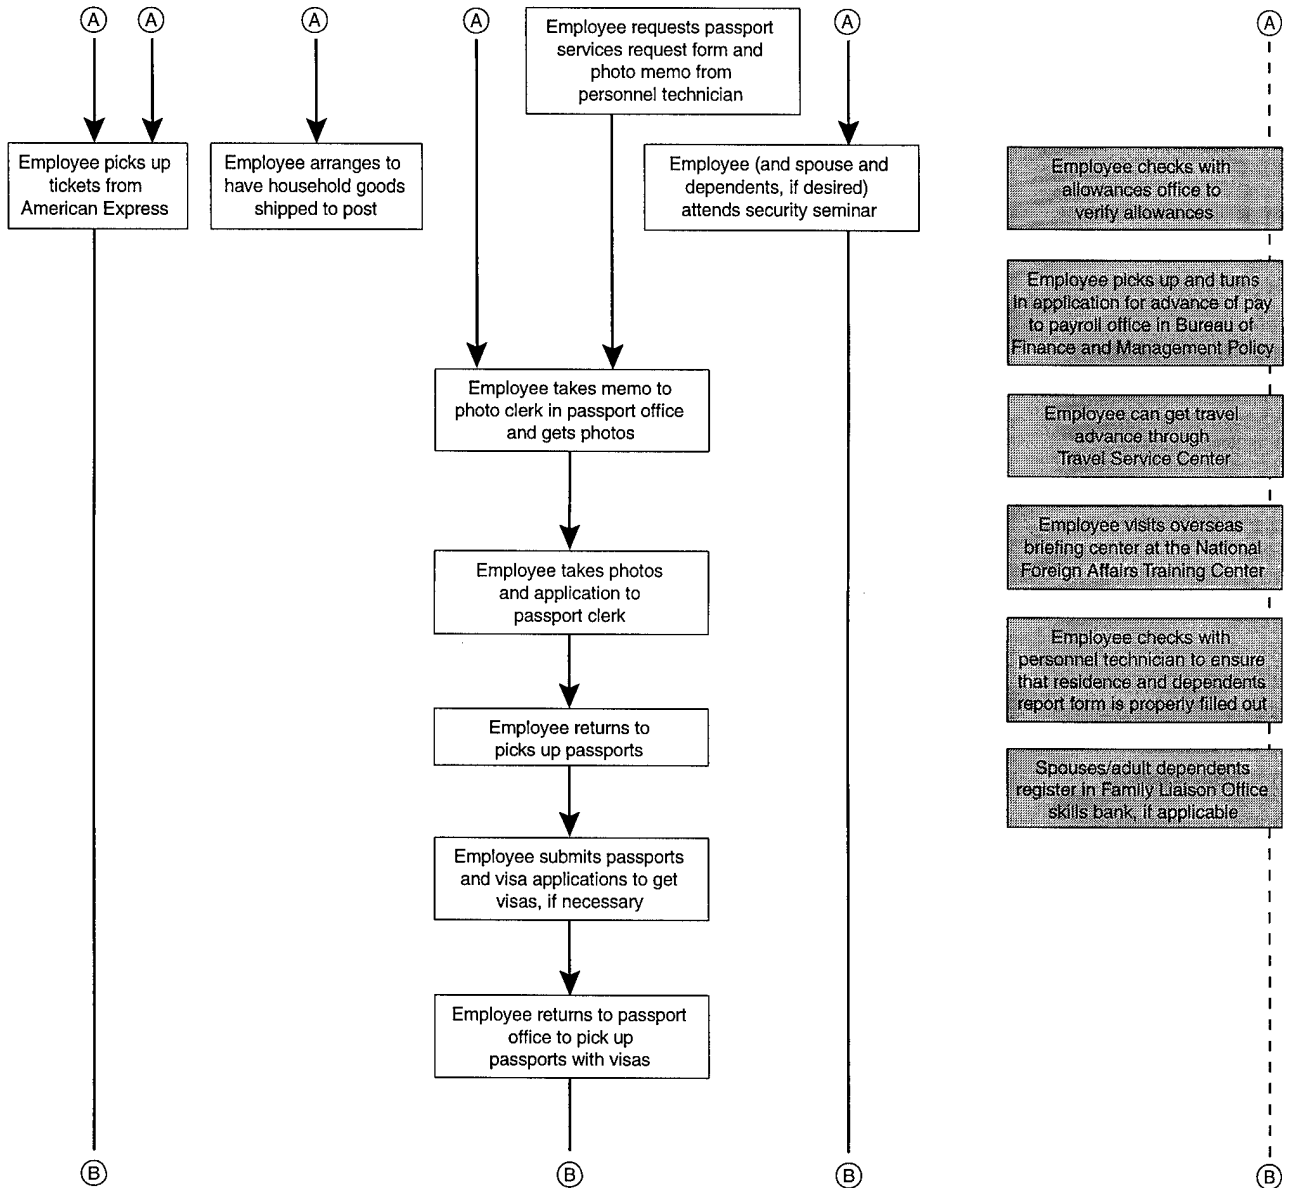 A
A
A
A
A
A
Employee requests passport
services request form and
photo memo from
personnel technician
Employee picks up
tickets from
American Express
Employee arranges to
have household goods
shipped to post
Employee (and spouse and
dependents, if desired)
attends security seminar
Employee checks with
allowances office to
verify allowances
Employee picks up and turns
in application for advance of pay
to payroll office in Bureau of
Finance and Management Policy
Employee takes memo to
photo clerk in passport office
and gets photos
Employee can get travel
advance through
Travel Service Center
Employee visits overseas
briefing center at the National
Foreign Affairs Training Center
Employee takes photos
and application to
passport clerk
Employee checks with
personnel technician to ensure
that residence and dependents
report form is properly filled out
Employee returns to
picks up passports
Spouses/adult dependents
register in Family Liaison Office
skills bank, if applicable
Employee submits passports
and visa applications to get
visas, if necessary
Employee returns to passport
office to pick up
passports with visas
B
B
B
B